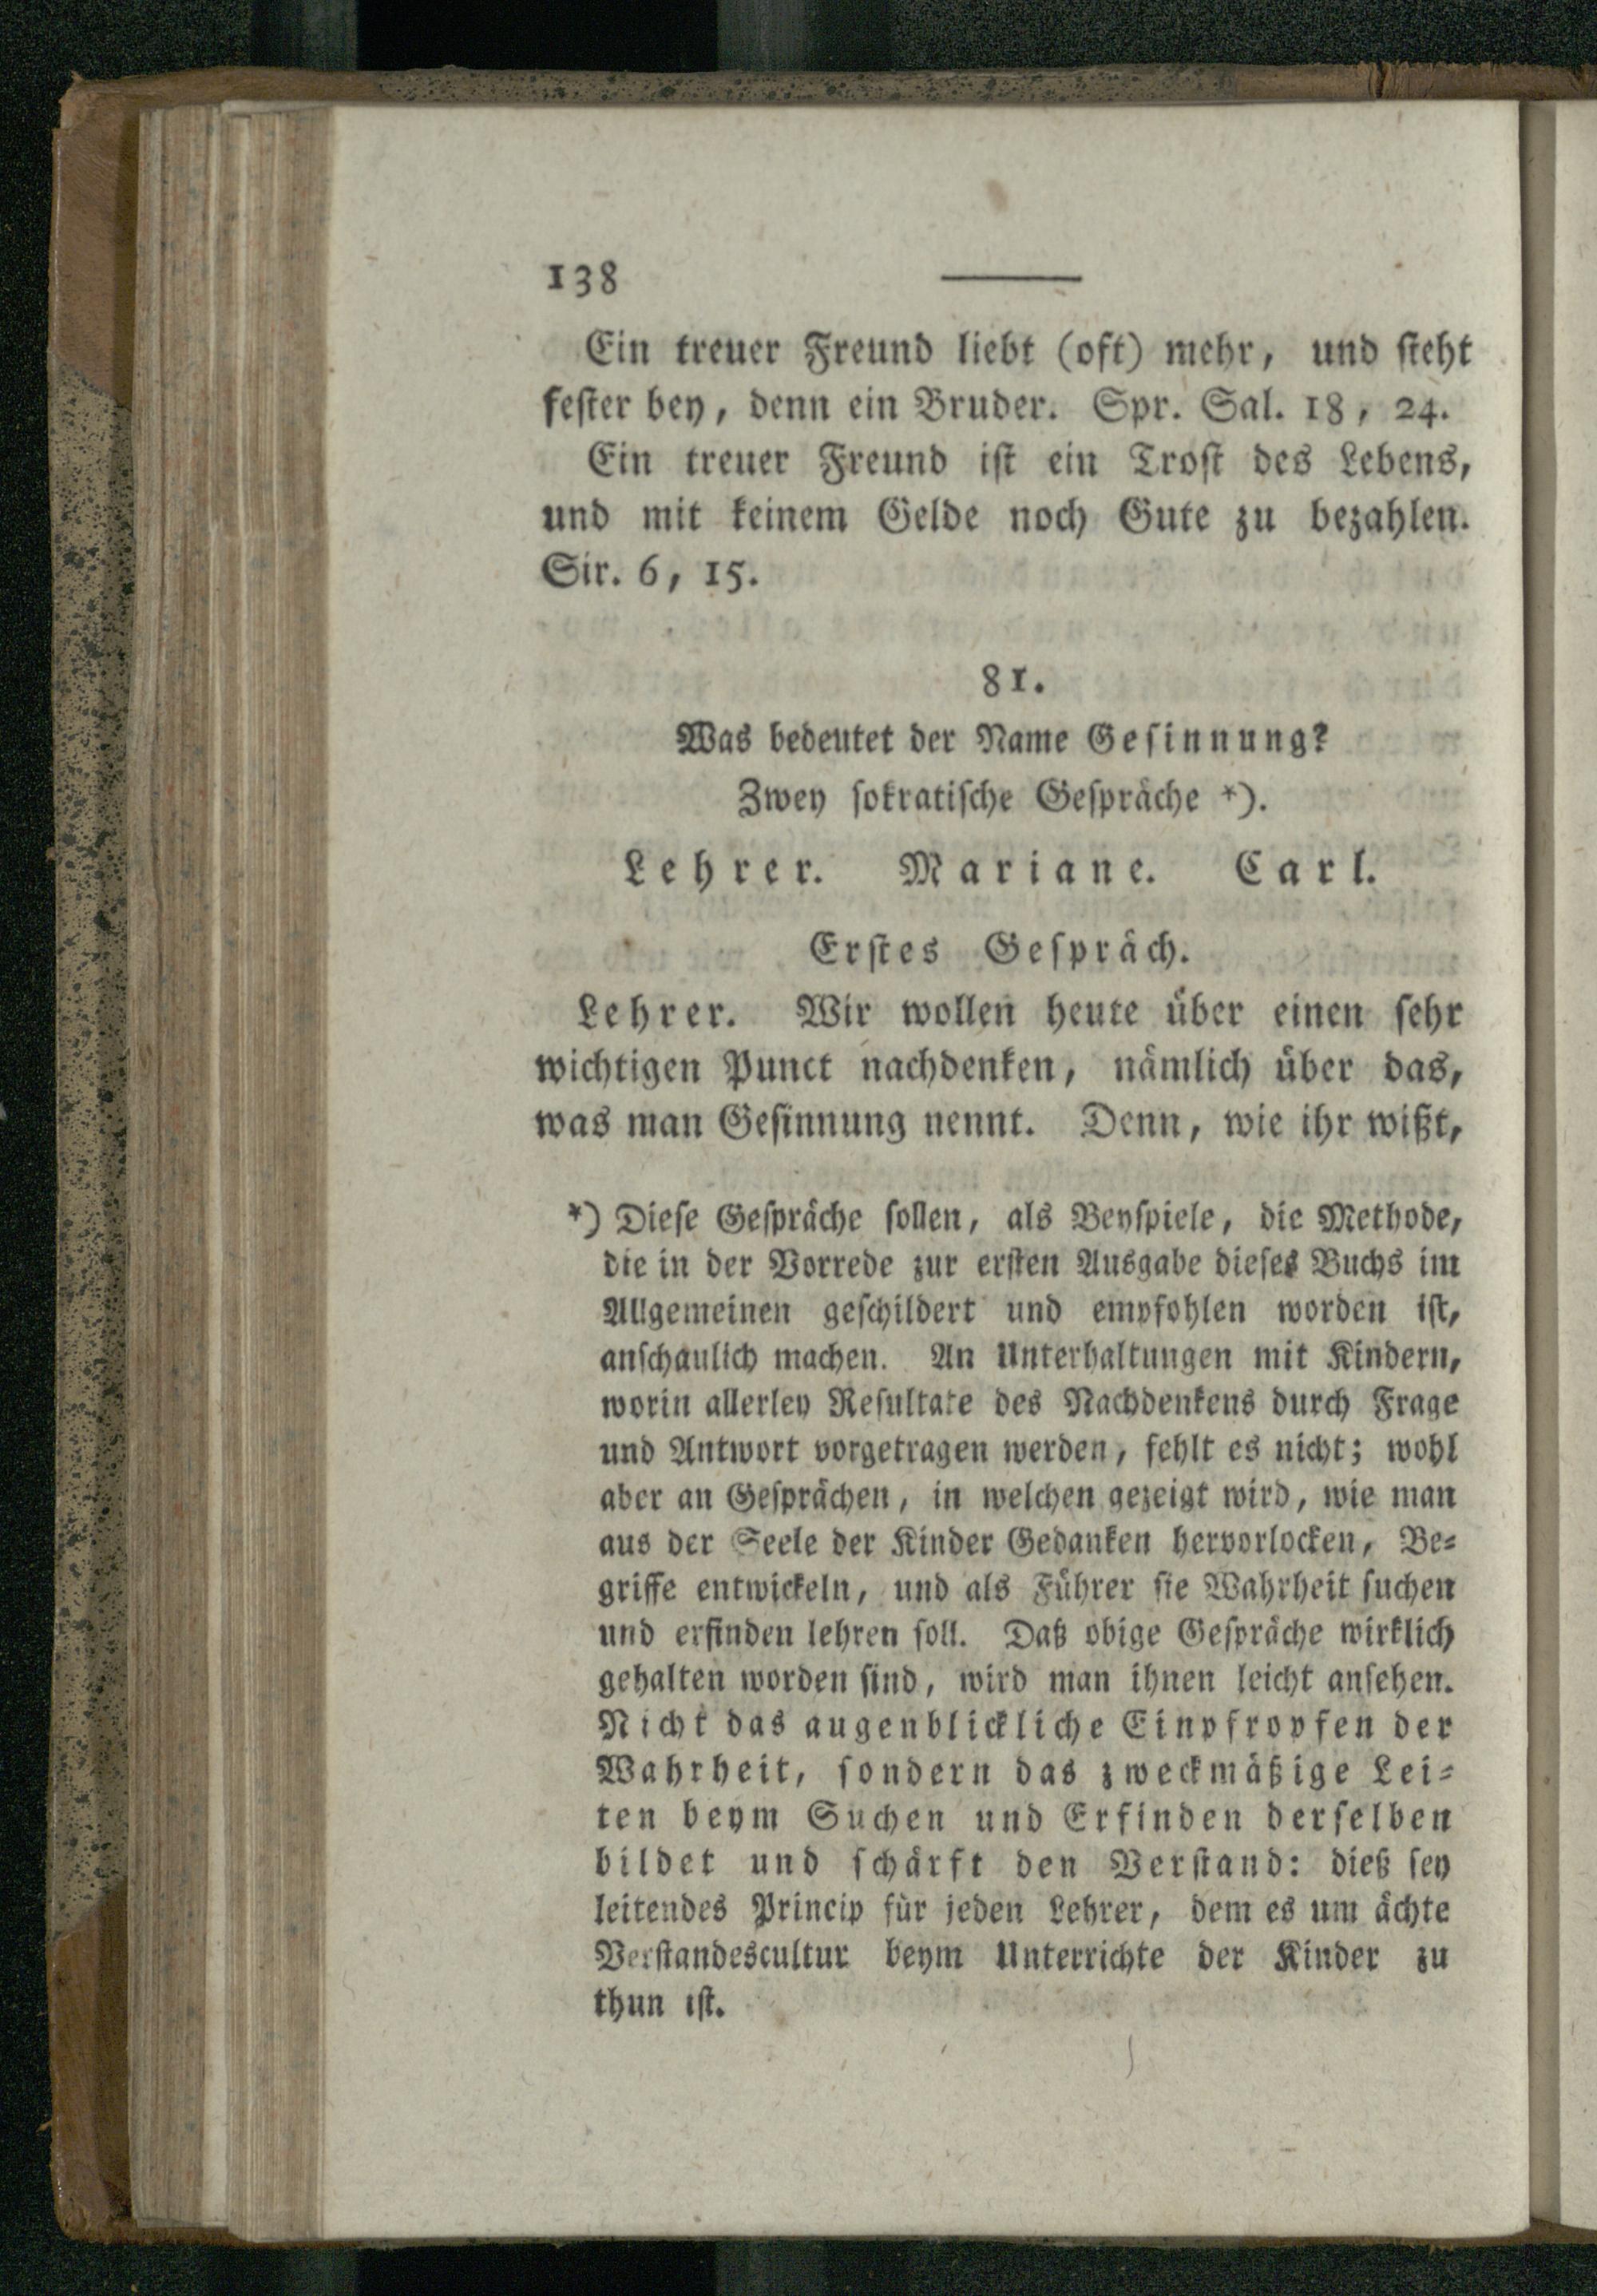 138
Ein treuer Freund liebt (oft) mehr, und ſteht
feſter bey, denn ein Bruder. Spr. Sal. 18, 24.
Ein treuer Freund iſt ein Troſt des Lebens,
und mit keinem Gelde noch Gute zu bezahlen.
Sir. 6, 15.
81.
Was bedeutet der Name Geſinnung?
Zwey ſokratiſche Geſpräche *).
Lehrer. Mariane. Carl.
Erſtes Geſpräch.
Lehrer. Wir wollen heute über einen ſehr
wichtigen Punct nachdenken, nämlich über das,
was man Geſinnung nennt. Denn, wie ihr wißt,
*) Dieſe Geſpräche ſollen, als Beyſpiele, die Methode,
die in der Vorrede zur erſten Ausgabe dieſes Buchs im
Allgemeinen geſchildert und empfohlen worden iſt,
anſchaulich machen. An Unterhaltungen mit Kindern,
worin allerley Reſultate des Nachdenkens durch Frage
und Antwort vorgetragen werden, fehlt es nicht; wohl
aber an Geſprächen, in welchen gezeigt wird, wie man
aus der Seele der Kinder Gedanken hervorlocken, Be-
griffe entwickeln, und als Führer ſie Wahrheit ſuchen
und erfinden lehren ſoll. Daß obige Geſpräche wirklich
gehalten worden ſind, wird man ihnen leicht anſehen.
Nicht das augenblickliche Einpfropfen der
Wahrheit, ſondern das zweckmäßige Lei-
ten beym Suchen und Erfinden derſelben
bildet und ſchärft den Verſtand: dieß ſey
leitendes Princip für jeden Lehrer, dem es um ächte
Verſtandescultur beym Unterrichte der Kinder zu
thun iſt.